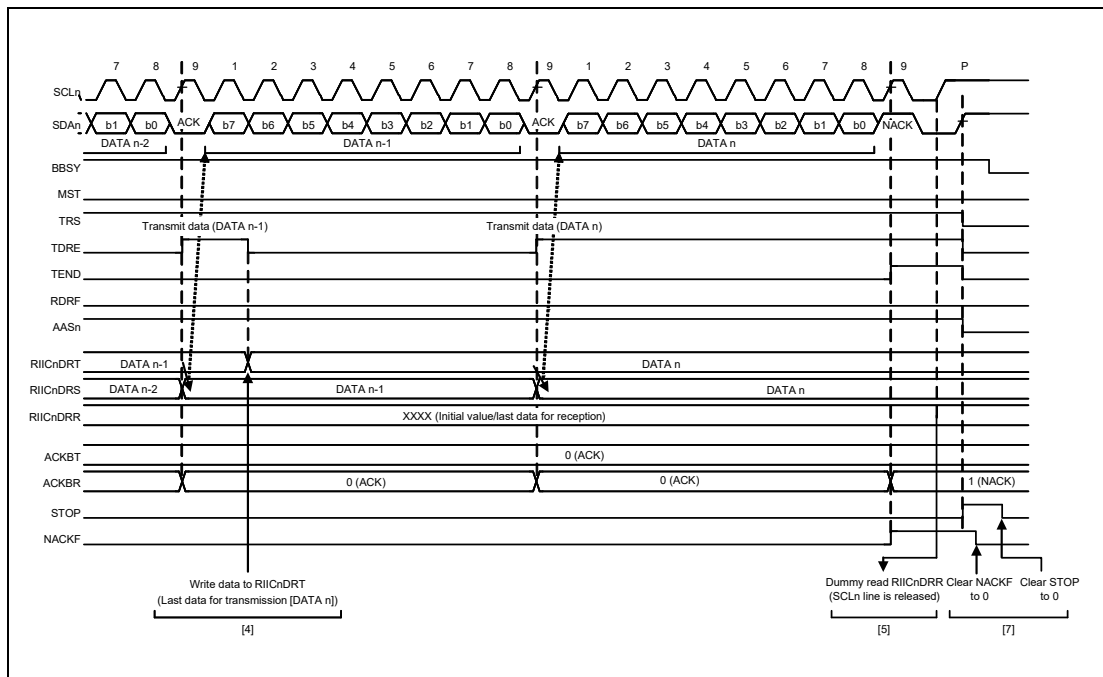 7 8 9 1 2 3 4 5 6 7 8 9 1 2 3 4 5 6 7 8 9 P
SCLn
SDAn b1 b0 ACK b7 b6 b5 b4 b3 b2 b1 b0 ACK b7 b6 b5 b4 b3 b2 b1 b0 NACK
DATA n-2 DATA n-1 DATA n
BBSY
MST
TRS
Transmit data (DATA n-1) Transmit data (DATA n)
TDRE
TEND
RDRF
AASn
RIICnDRT DATA n-1 DATA n
RIICnDRS DATA n-2 DATA n-1 DATA n
RIICnDRR XXXX (Initial value/last data for reception)
ACKBT 0 (ACK)
ACKBR 0 (ACK) 0 (ACK) 1 (NACK)
STOP
NACKF
Write data to RIICnDRT
(Last data for transmission [DATA n])
[4]
Dummy read RIICnDRR
(SCLn line is released)
[5]
Clear NACKF
to 0
Clear STOP
to 0
[7]